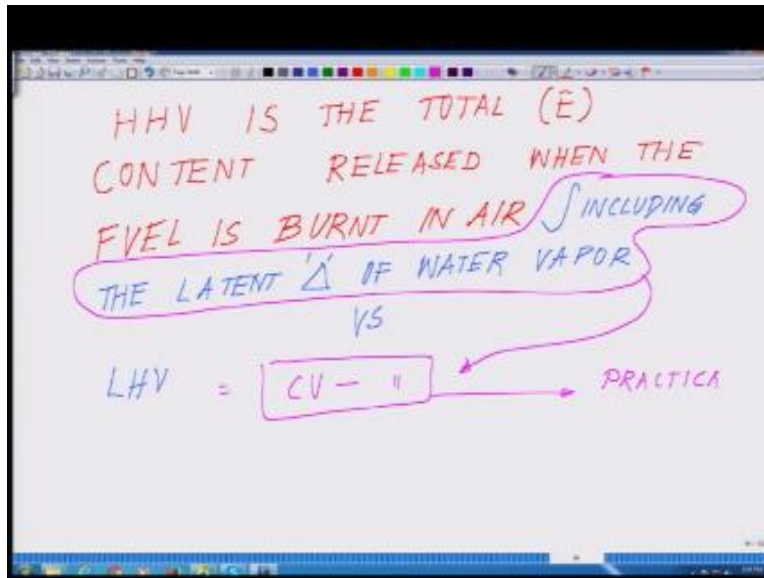 HHV IS THE TOTAL (Ē)
CONTENT RELEASED WHEN THE
FUEL IS BURNT IN AIR ∫ INCLUDING
THE LATENT 'Δ' OF WATER VAPOR
VS
LHV = CV - "
PRACTICA